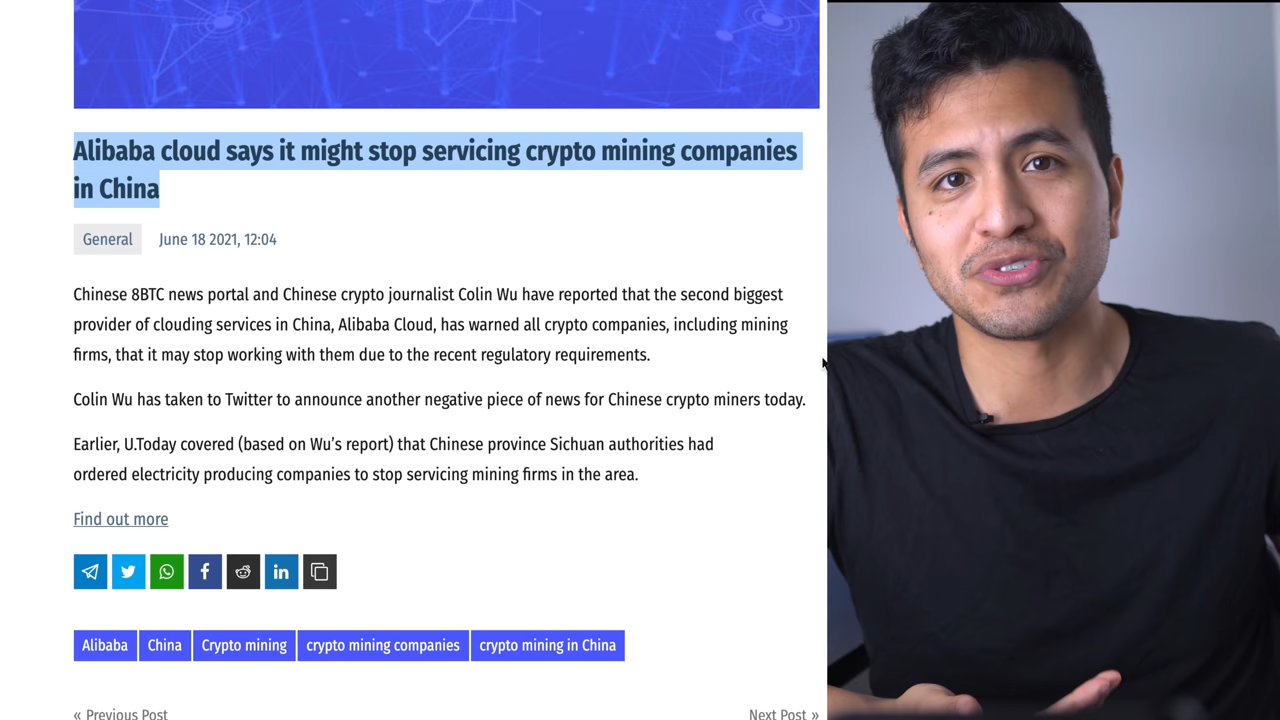 Alibaba cloud says it might stop servicing crypto mining companies
in China
General June 18 2021, 12:04
Chinese 8BTC news portal and Chinese crypto journalist Colin Wu have reported that the second biggest
provider of clouding services in China, Alibaba Cloud, has warned all crypto companies, including mining
firms, that it may stop working with them due to the recent regulatory requirements.
Colin Wu has taken to Twitter to announce another negative piece of news for Chinese crypto miners today.
Earlier, U.Today covered (based on Wu’s report) that Chinese province Sichuan authorities had
ordered electricity producing companies to stop servicing mining firms in the area.
Find out more
Alibaba China Crypto mining crypto mining companies crypto mining in China
« Previous Post Next Post »